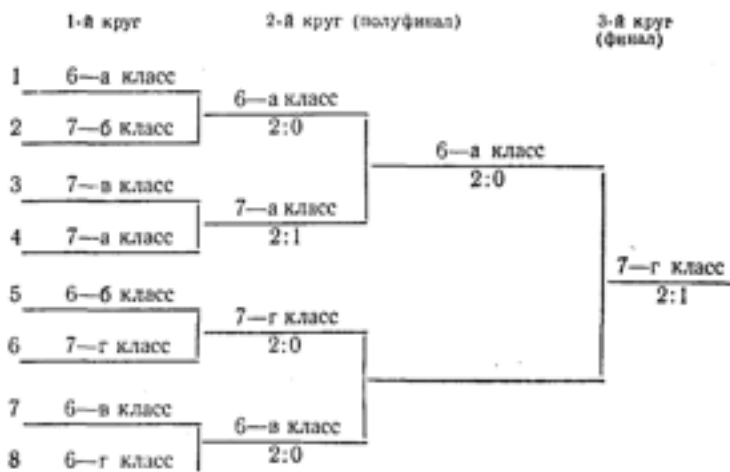 1-й круг
2-й круг (полуфинал)
3-й круг
(финал)
1 6—а класс
6—а класс
2:0
2 7—б класс
6—а класс
2:0
3 7—в класс
7—а класс
2:1
4 7—а класс
7—г класс
2:1
5 6—б класс
7—г класс
2:0
6 7—г класс
7 6—в класс
6—в класс
2:0
8 6—г класс